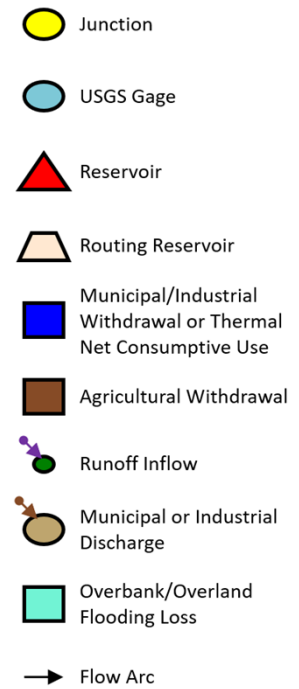 Junction
USGS Gage
Reservoir
Routing Reservoir
Municipal/Industrial
Withdrawal or Thermal
Net Consumptive Use
Agricultural Withdrawal
Runoff Inflow
Municipal or Industrial
Discharge
Overbank/Overland
Flooding Loss
Flow Arc